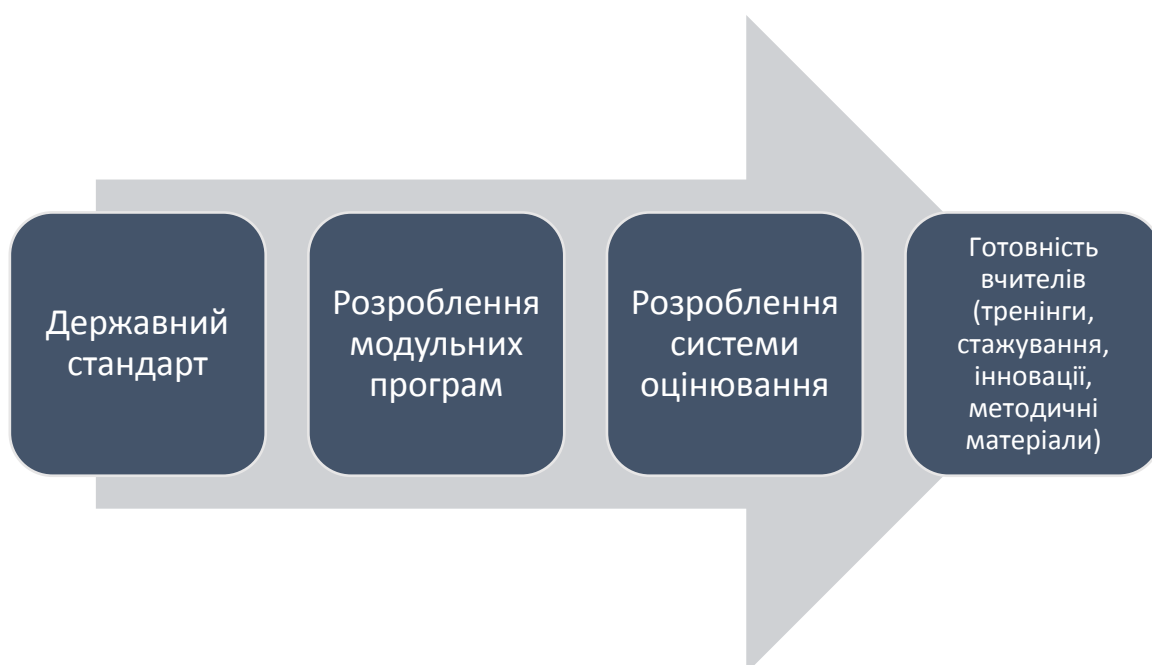 Державний
стандарт
Розроблення
модульних
програм
Розроблення
системи
оцінювання
Готовність
вчителів
(тренінги,
стажування,
інновації,
методичні
матеріали)